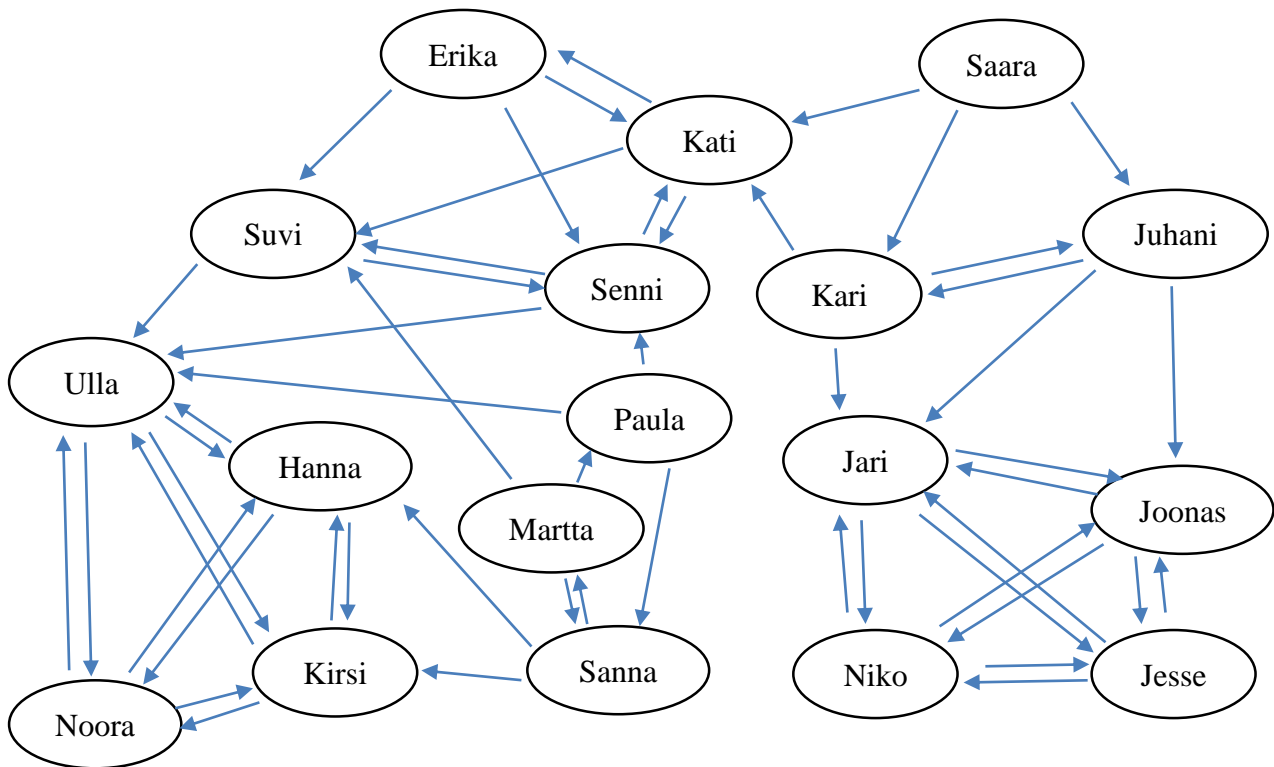 Erika
Saara
Kati
Suvi
Juhani
Senni
Kari
Ulla
Paula
Hanna
Jari
Martta
Joonas
Kirsi
Sanna
Niko
Jesse
Noora